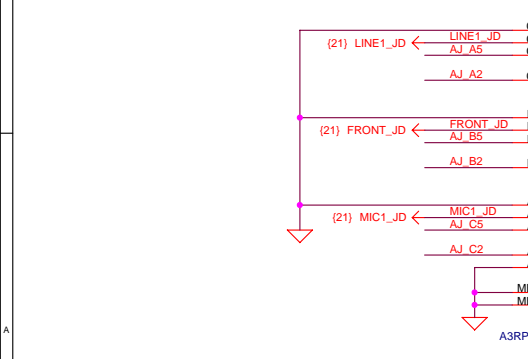 LINE1_JD
{21} LINE1_JD
AJ_A5
AJ_A2
FRONT_JD
{21} FRONT_JD
AJ_B5
AJ_B2
MIC1_JD
{21} MIC1_JD
AJ_C5
AJ_C2
A
A3RP